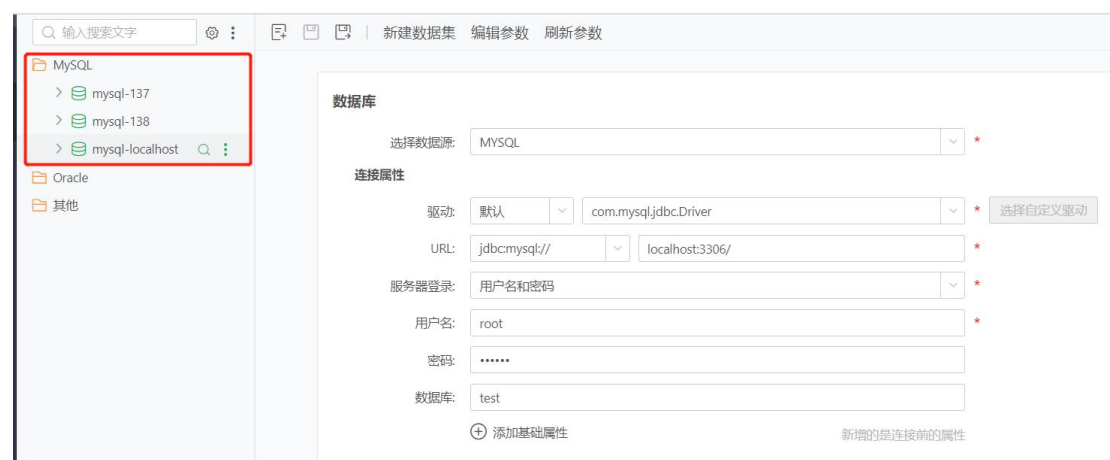 输入搜索文字
新建数据集 编辑参数 刷新参数
MySQL
mysql-137
mysql-138
mysql-localhost
Oracle
其他
数据库
选择数据源: MYSQL *
连接属性
驱动: 默认 com.mysql.jdbc.Driver * 选择自定义驱动
URL: jdbc:mysql:// localhost:3306/ *
服务器登录: 用户名和密码 *
用户名: root *
密码: ••••••
数据库: test
添加基础属性 新增的是连接前的属性